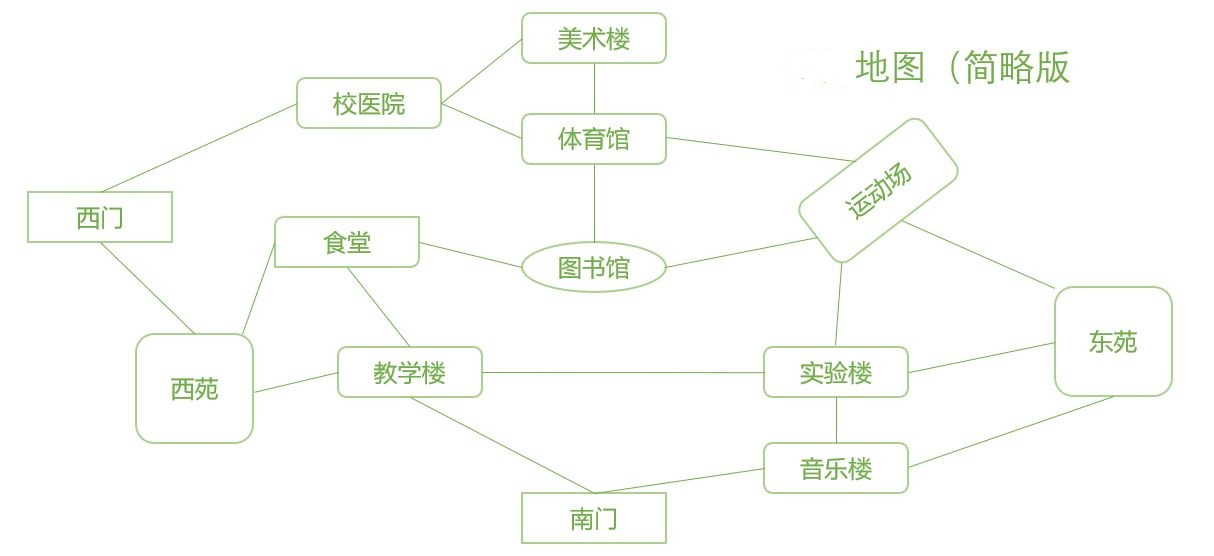 美术楼
地图（简略版
校医院
体育馆
运动场
西门
食堂
图书馆
东苑
西苑
教学楼
实验楼
音乐楼
南门